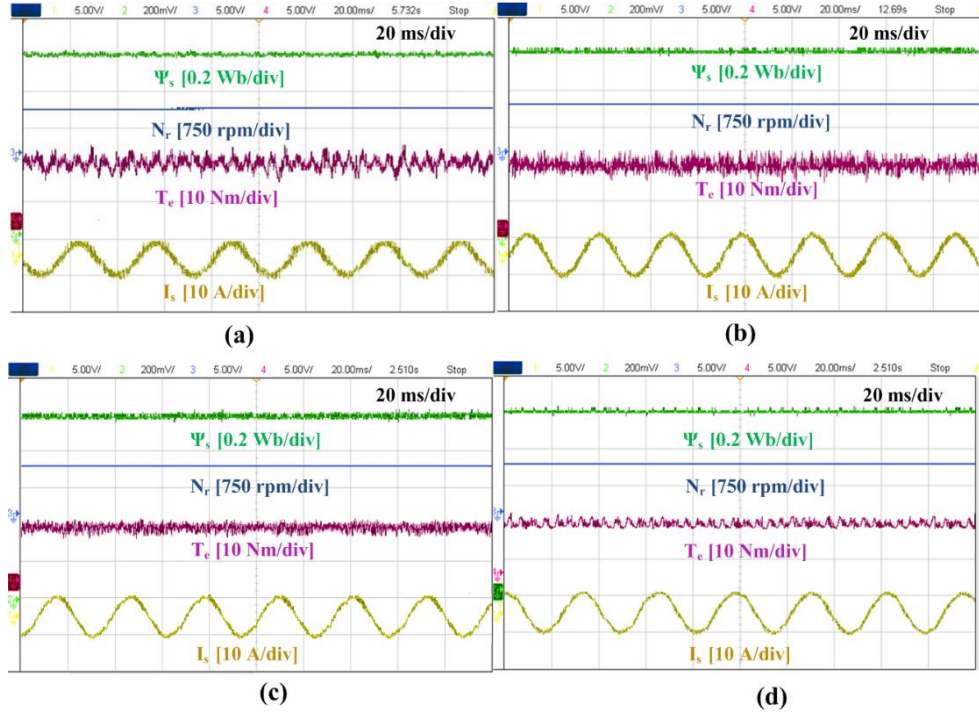 1 5.00V/ 2 200mV/ 3 5.00V/ 4 5.00V/ 20.00ms/ 5.732s Stop
20 ms/div
Ψs [0.2 Wb/div]
Nr [750 rpm/div]
Te [10 Nm/div]
Is [10 A/div]
(a)
1 5.00V/ 2 200mV/ 3 5.00V/ 4 5.00V/ 20.00ms/ 12.69s Stop
20 ms/div
Ψs [0.2 Wb/div]
Nr [750 rpm/div]
Te [10 Nm/div]
Is [10 A/div]
(b)
1 5.00V/ 2 200mV/ 3 5.00V/ 4 5.00V/ 20.00ms/ 2.510s Stop
20 ms/div
Ψs [0.2 Wb/div]
Nr [750 rpm/div]
Te [10 Nm/div]
Is [10 A/div]
(c)
1 5.00V/ 2 200mV/ 3 5.00V/ 4 5.00V/ 20.00ms/ 2.510s Stop
20 ms/div
Ψs [0.2 Wb/div]
Nr [750 rpm/div]
Te [10 Nm/div]
Is [10 A/div]
(d)